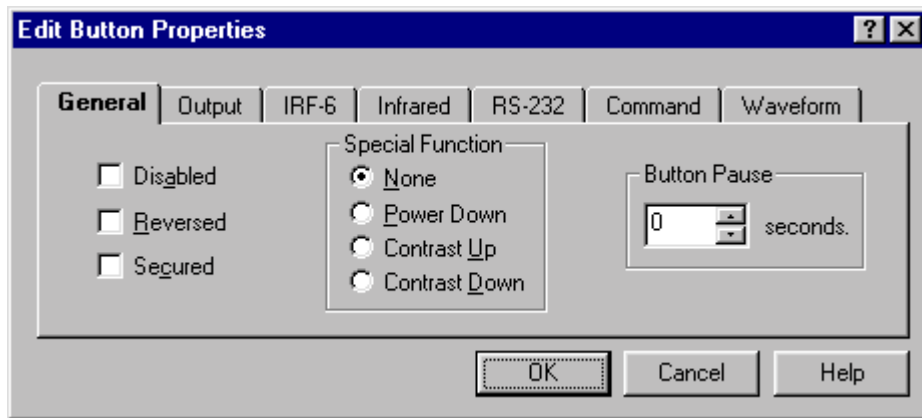 Edit Button Properties
General Output IRF-6 Infrared RS-232 Command Waveform
Disabled
Reversed
Secured
Special Function
None
Power Down
Contrast Up
Contrast Down
Button Pause
0 seconds.
OK Cancel Help